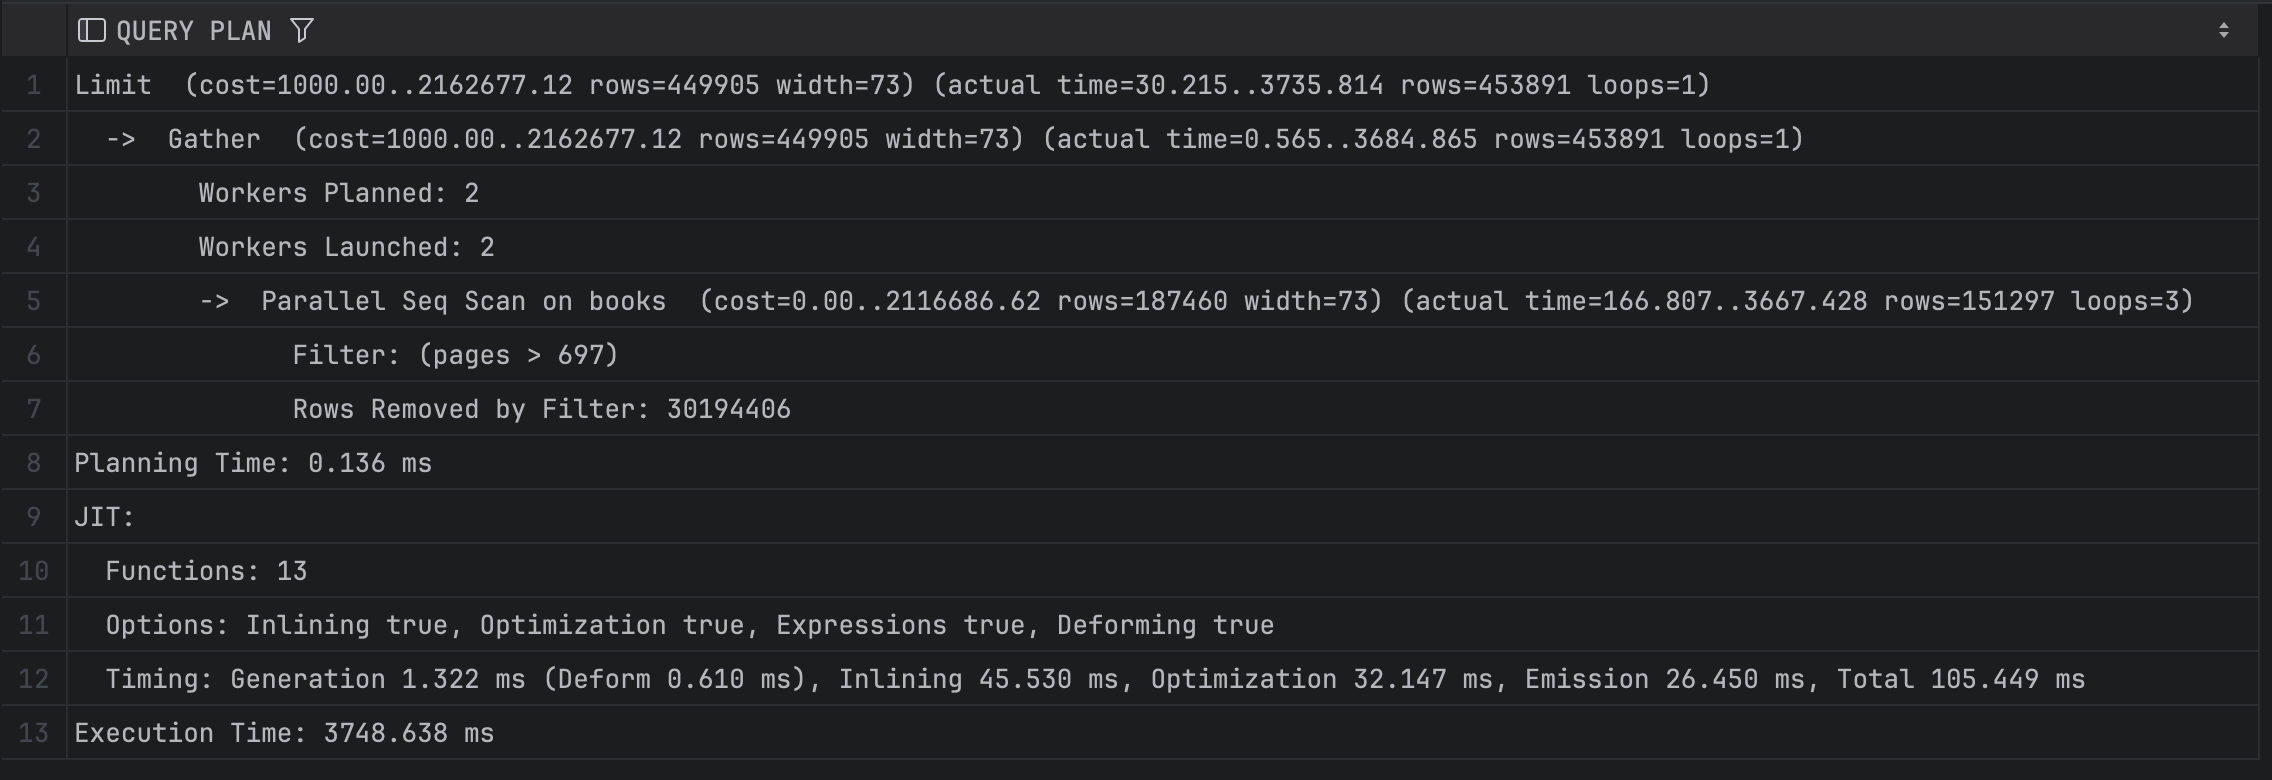 QUERY PLAN
1 Limit  (cost=1000.00..2162677.12 rows=449905 width=73) (actual time=30.215..3735.814 rows=453891 loops=1)
2   ->  Gather  (cost=1000.00..2162677.12 rows=449905 width=73) (actual time=0.565..3684.865 rows=453891 loops=1)
3         Workers Planned: 2
4         Workers Launched: 2
5         ->  Parallel Seq Scan on books  (cost=0.00..2116686.62 rows=187460 width=73) (actual time=166.807..3667.428 rows=151297 loops=3)
6               Filter: (pages > 697)
7               Rows Removed by Filter: 30194406
8 Planning Time: 0.136 ms
9 JIT:
10   Functions: 13
11   Options: Inlining true, Optimization true, Expressions true, Deforming true
12   Timing: Generation 1.322 ms (Deform 0.610 ms), Inlining 45.530 ms, Optimization 32.147 ms, Emission 26.450 ms, Total 105.449 ms
13 Execution Time: 3748.638 ms